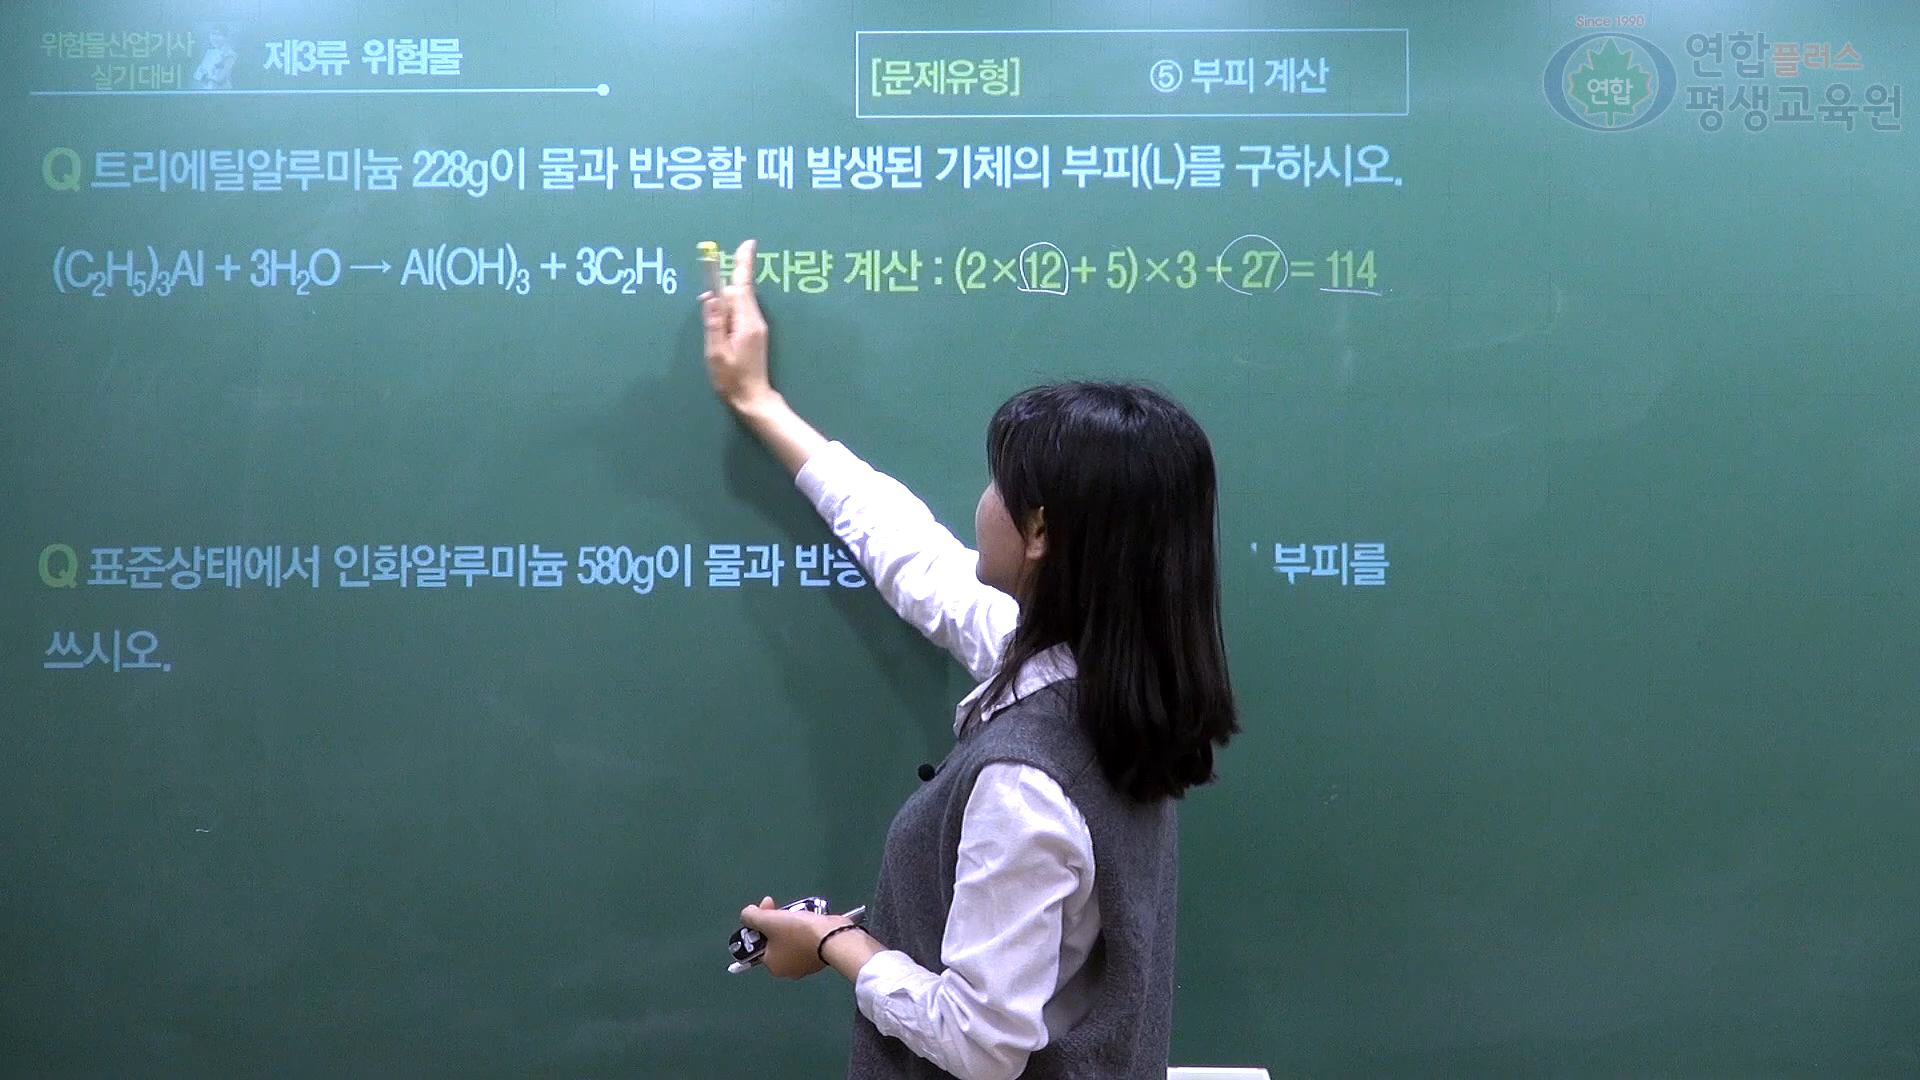 위험물산업기사
실기 대비
제3류 위험물
[문제유형] ⑤ 부피 계산
Since 1990
연합
연합플러스
평생교육원
Q 트리에틸알루미늄 228g이 물과 반응할 때 발생된 기체의 부피(L)를 구하시오.
(C₂H₅)₃Al + 3H₂O → Al(OH)₃ + 3C₂H₆ 분자량 계산 : (2×12 + 5)×3 + 27 = 114
Q 표준상태에서 인화알루미늄 580g이 물과 반응 부피를
쓰시오.